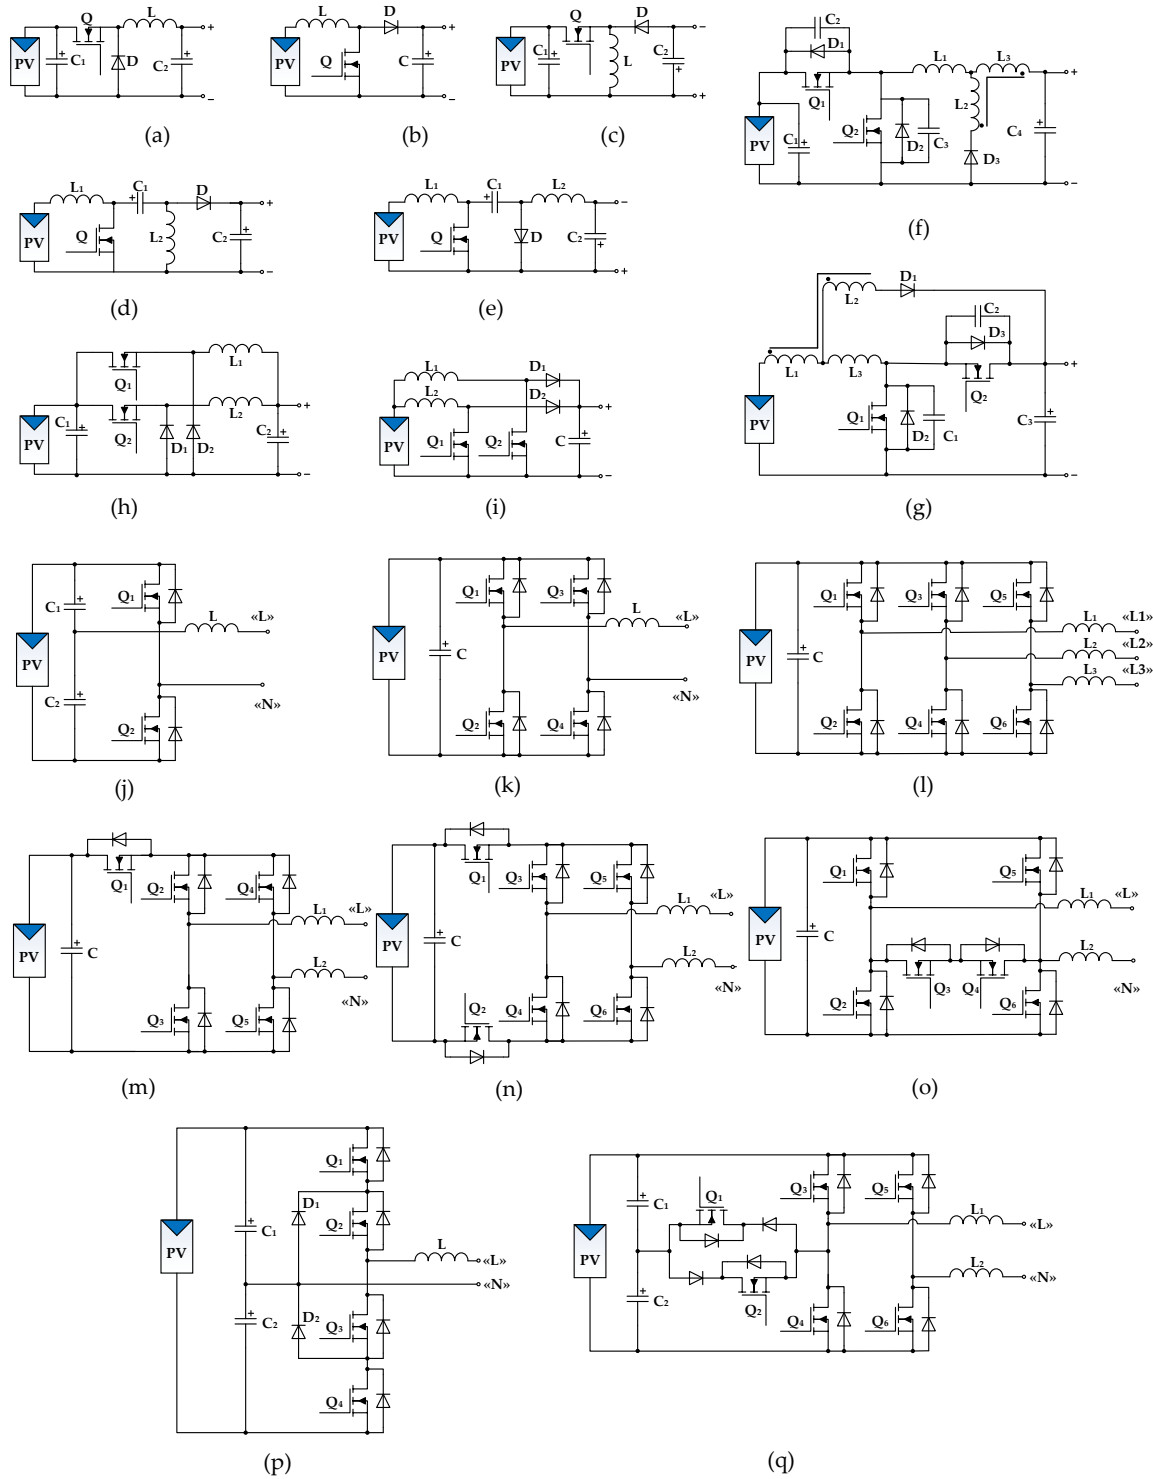 Q L + PV C₁ D C₂ −
(a)
L D + PV Q C −
(b)
Q D − PV C₁ L C₂ +
(c)
C₂ D₁ L₁ L₃ + Q₁ L₂ PV C₁ Q₂ D₂ C₃ D₃ C₄ −
(f)
L₁ C₁ D + PV Q L₂ C₂ −
(d)
L₁ C₁ L₂ − PV Q D C₂ +
(e)
L₂ D₁ C₂ D₃ L₁ L₃ + Q₂ PV Q₁ D₂ C₁ C₃ −
(g)
L₁ Q₁ L₂ + PV C₁ Q₂ D₁ D₂ C₂ −
(h)
L₁ D₁ L₂ D₂ + PV Q₁ Q₂ C −
(i)
Q₁ C₁ L «L» PV C₂ «N» Q₂
(j)
Q₁ Q₃ L «L» PV C «N» Q₂ Q₄
(k)
Q₁ Q₃ Q₅ L₁ «L1» PV C L₂ «L2» L₃ «L3» Q₂ Q₄ Q₆
(l)
Q₁ Q₂ Q₄ L₁ «L» PV C L₂ «N» Q₃ Q₅
(m)
Q₁ Q₃ Q₅ L₁ «L» PV C L₂ «N» Q₂ Q₄ Q₆
(n)
Q₁ Q₅ L₁ «L» PV C L₂ «N» Q₂ Q₃ Q₄ Q₆
(o)
Q₁ D₁ Q₂ PV C₁ L «L» «N» C₂ D₂ Q₃ Q₄
(p)
Q₁ Q₃ Q₅ C₁ L₁ «L» PV L₂ «N» C₂ Q₂ Q₄ Q₆
(q)